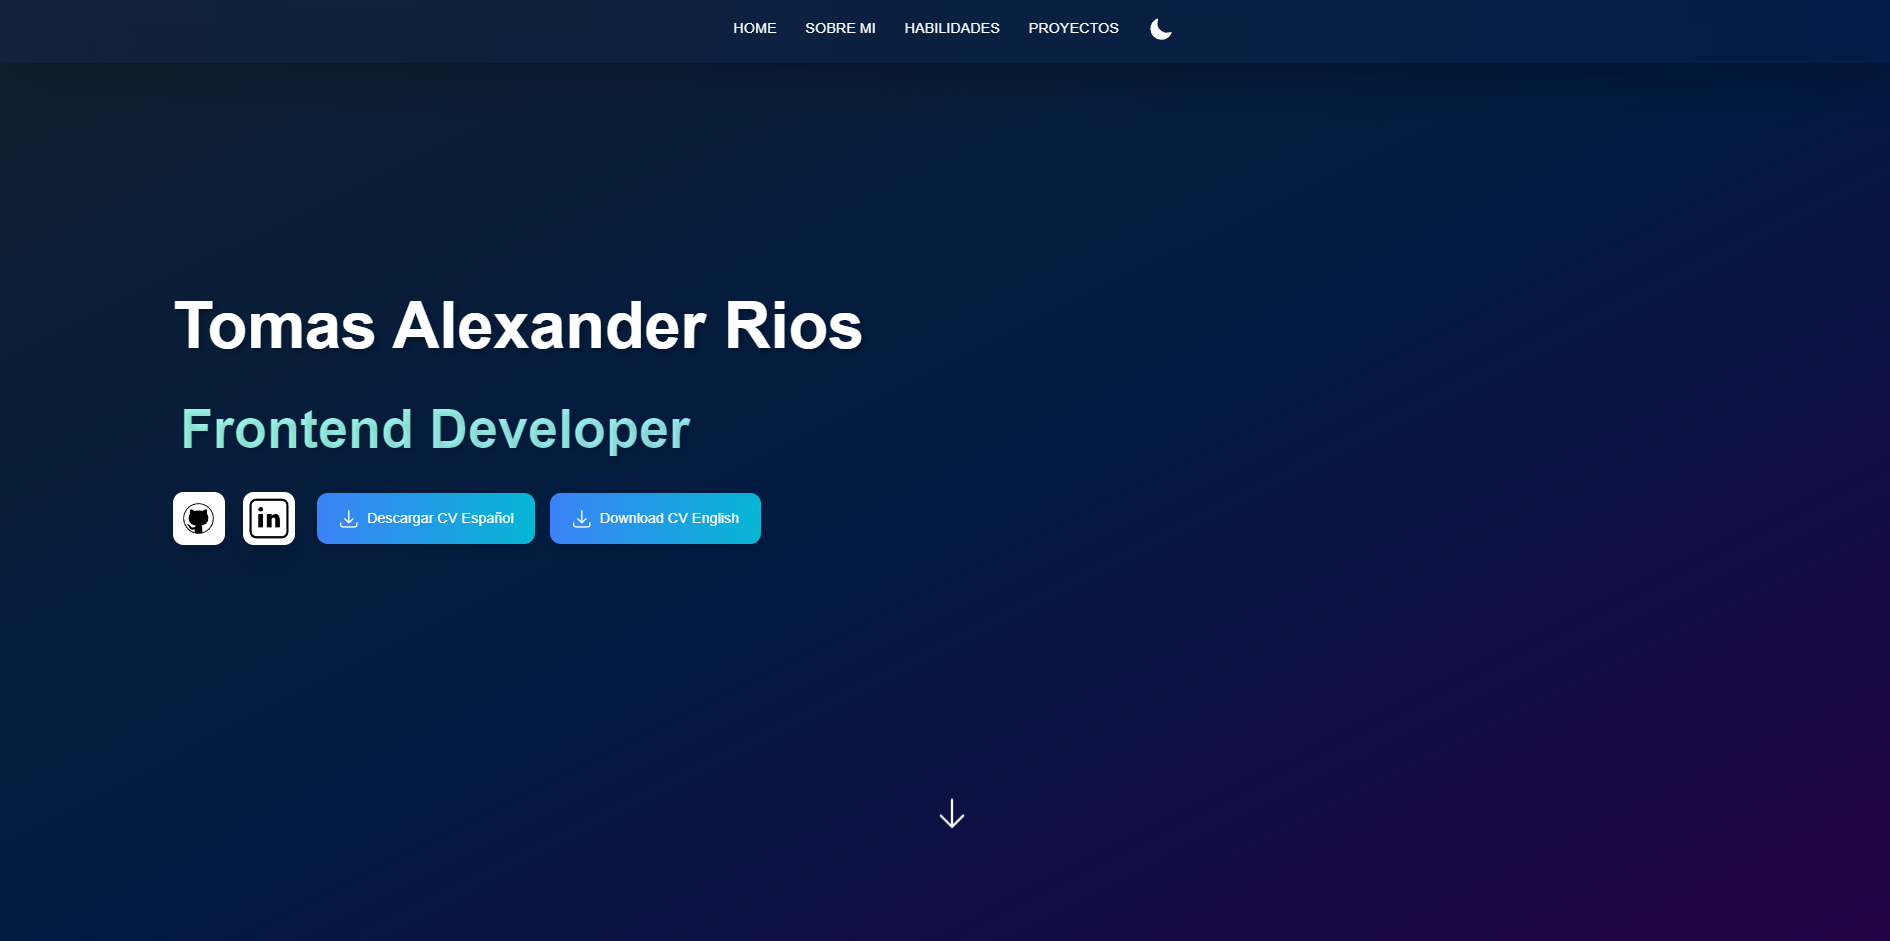 HOME SOBRE MI HABILIDADES PROYECTOS
Tomas Alexander Rios
Frontend Developer
in Descargar CV Español Download CV English